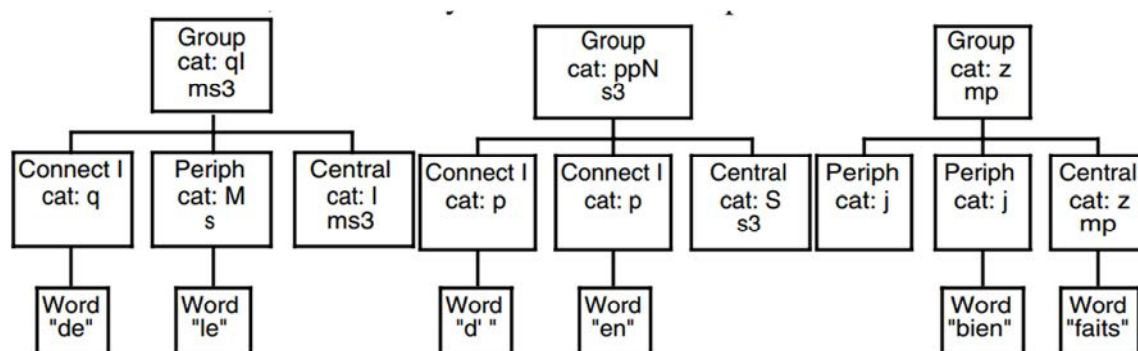 Group
cat: ql
ms3
Group
cat: ppN
s3
Group
cat: z
mp
Connect l
cat: q
Periph
cat: M
s
Central
cat: l
ms3
Connect l
cat: p
Connect l
cat: p
Central
cat: S
s3
Periph
cat: j
Periph
cat: j
Central
cat: z
mp
Word
"de"
Word
"le"
Word
"d' "
Word
"en"
Word
"bien"
Word
"faits"